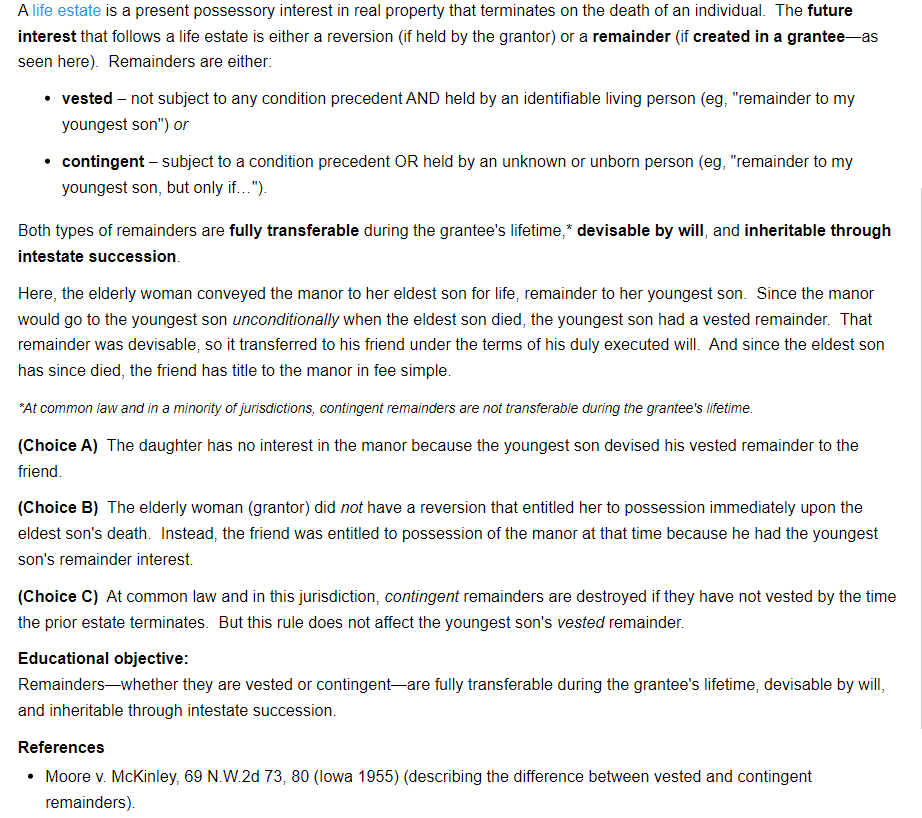 A life estate is a present possessory interest in real property that terminates on the death of an individual.  The future
interest that follows a life estate is either a reversion (if held by the grantor) or a remainder (if created in a grantee—as
seen here).  Remainders are either:
• vested – not subject to any condition precedent AND held by an identifiable living person (eg, "remainder to my
youngest son") or
• contingent – subject to a condition precedent OR held by an unknown or unborn person (eg, "remainder to my
youngest son, but only if…").
Both types of remainders are fully transferable during the grantee's lifetime,* devisable by will, and inheritable through
intestate succession.
Here, the elderly woman conveyed the manor to her eldest son for life, remainder to her youngest son.  Since the manor
would go to the youngest son unconditionally when the eldest son died, the youngest son had a vested remainder.  That
remainder was devisable, so it transferred to his friend under the terms of his duly executed will.  And since the eldest son
has since died, the friend has title to the manor in fee simple.
*At common law and in a minority of jurisdictions, contingent remainders are not transferable during the grantee's lifetime.
(Choice A)  The daughter has no interest in the manor because the youngest son devised his vested remainder to the
friend.
(Choice B)  The elderly woman (grantor) did not have a reversion that entitled her to possession immediately upon the
eldest son's death.  Instead, the friend was entitled to possession of the manor at that time because he had the youngest
son's remainder interest.
(Choice C)  At common law and in this jurisdiction, contingent remainders are destroyed if they have not vested by the time
the prior estate terminates.  But this rule does not affect the youngest son's vested remainder.
Educational objective:
Remainders—whether they are vested or contingent—are fully transferable during the grantee's lifetime, devisable by will,
and inheritable through intestate succession.
References
• Moore v. McKinley, 69 N.W.2d 73, 80 (Iowa 1955) (describing the difference between vested and contingent
remainders).